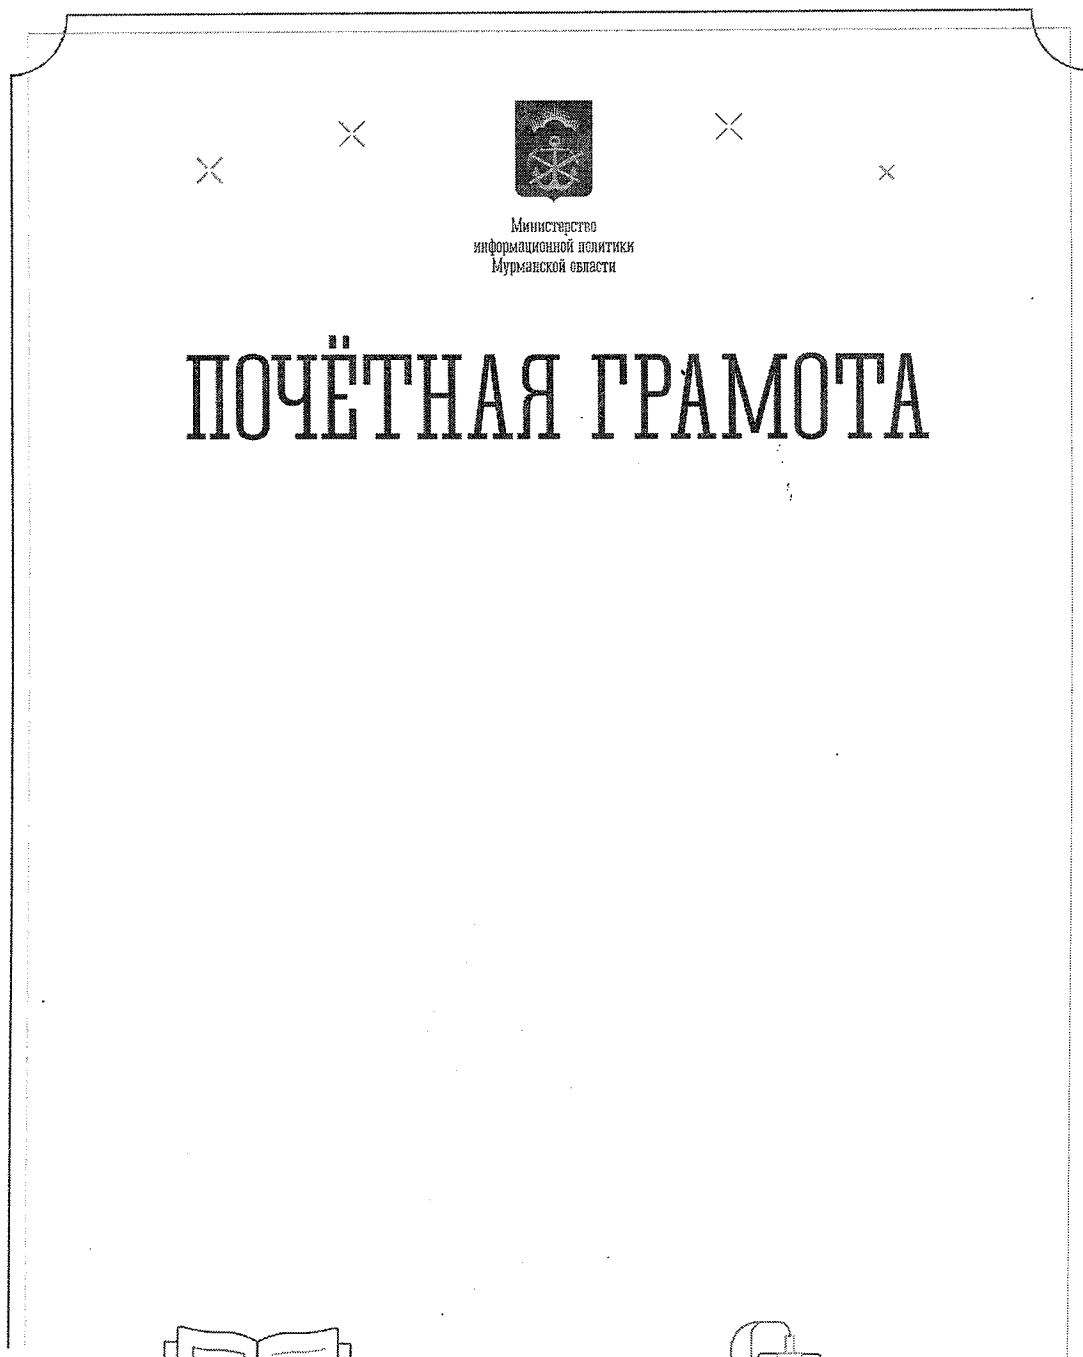 Министерство
информационной политики
Мурманской области
ПОЧЁТНАЯ ГРАМОТА